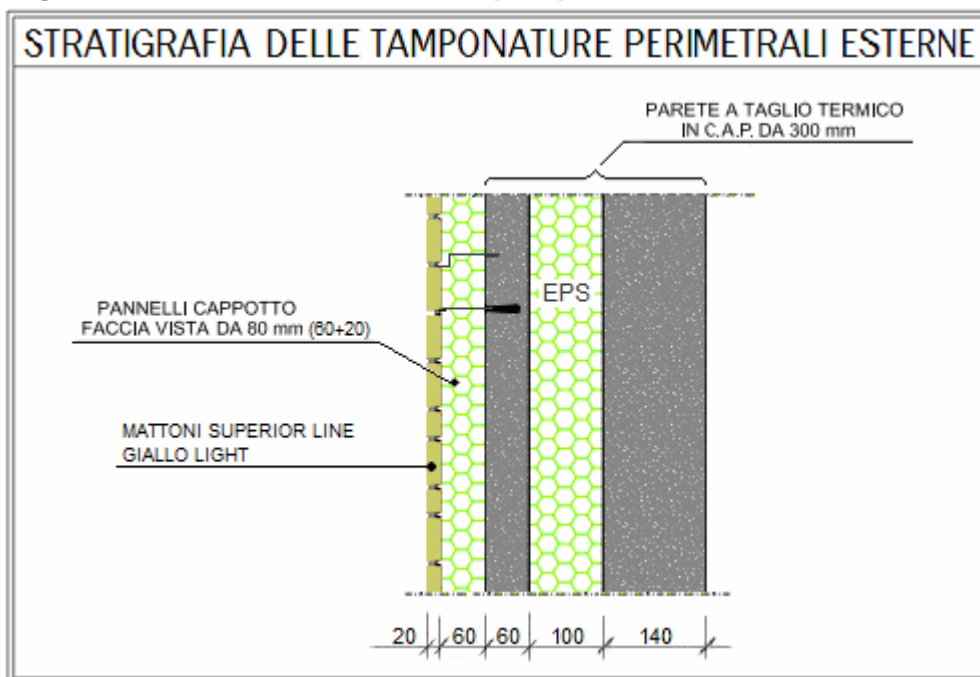 STRATIGRAFIA DELLE TAMPONATURE PERIMETRALI ESTERNE
PARETE A TAGLIO TERMICO
IN C.A.P. DA 300 mm
EPS
PANNELLI CAPPOTTO
FACCIA VISTA DA 80 mm (60+20)
MATTONI SUPERIOR LINE
GIALLO LIGHT
20 60 60 100 140